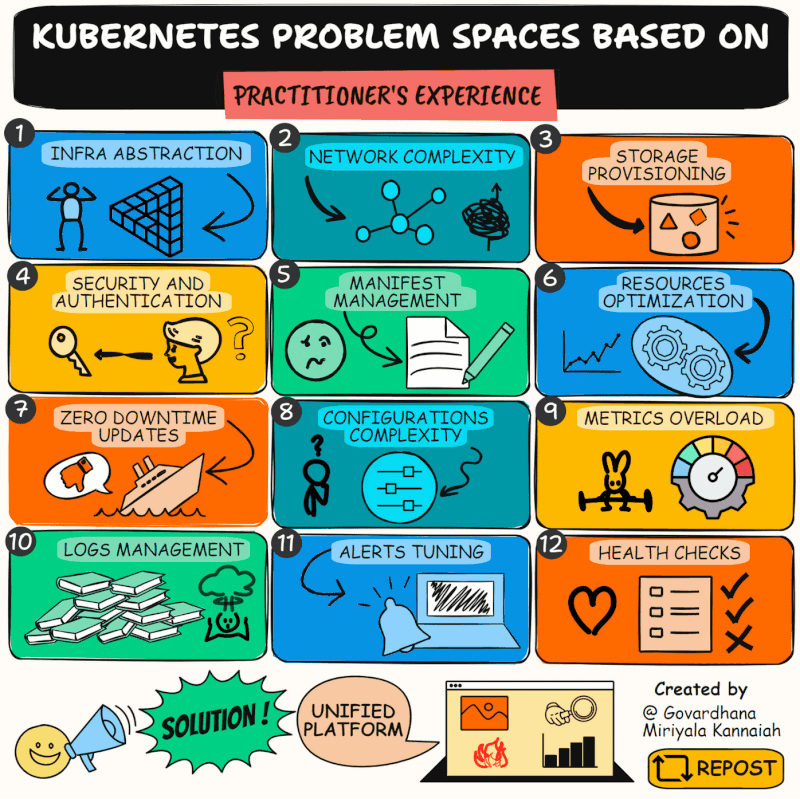 KUBERNETES PROBLEM SPACES BASED ON
PRACTITIONER'S EXPERIENCE
1
INFRA ABSTRACTION
2
NETWORK COMPLEXITY
3
STORAGE
PROVISIONING
4
SECURITY AND
AUTHENTICATION
?
5
MANIFEST
MANAGEMENT
6
RESOURCES
OPTIMIZATION
7
ZERO DOWNTIME
UPDATES
8
CONFIGURATIONS
COMPLEXITY
?
9
METRICS OVERLOAD
10
LOGS MANAGEMENT
11
ALERTS TUNING
12
HEALTH CHECKS
SOLUTION !
UNIFIED
PLATFORM
Created by
@ Govardhana
Miriyala Kannaiah
REPOST